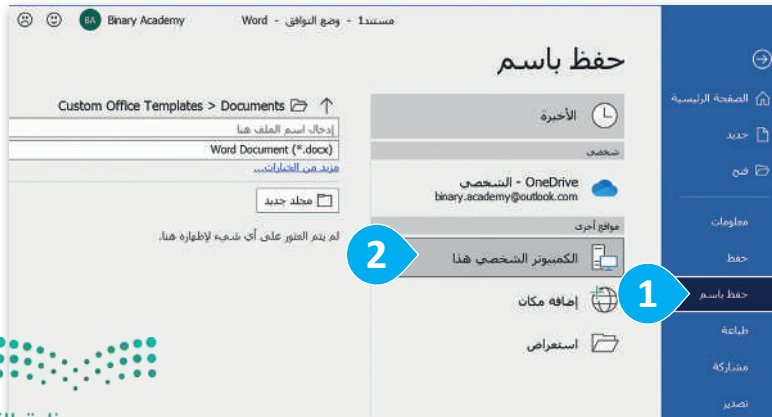 مستند1 - وضع التوافق - Word
Binary Academy
BA
حفظ باسم
الصفحة الرئيسية
جديد
فتح
معلومات
حفظ
حفظ باسم
طباعة
مشاركة
تصدير
1
الأخيرة
شخصي
OneDrive - الشخصي
binary.academy@outlook.com
مواقع أخرى
الكمبيوتر الشخصي هذا
2
إضافة مكان
استعراض
Custom Office Templates > Documents
إدخال اسم الملف هنا
Word Document (*.docx)
مزيد من الخيارات...
مجلد جديد
لم يتم العثور على أي شيء لإظهاره هنا.